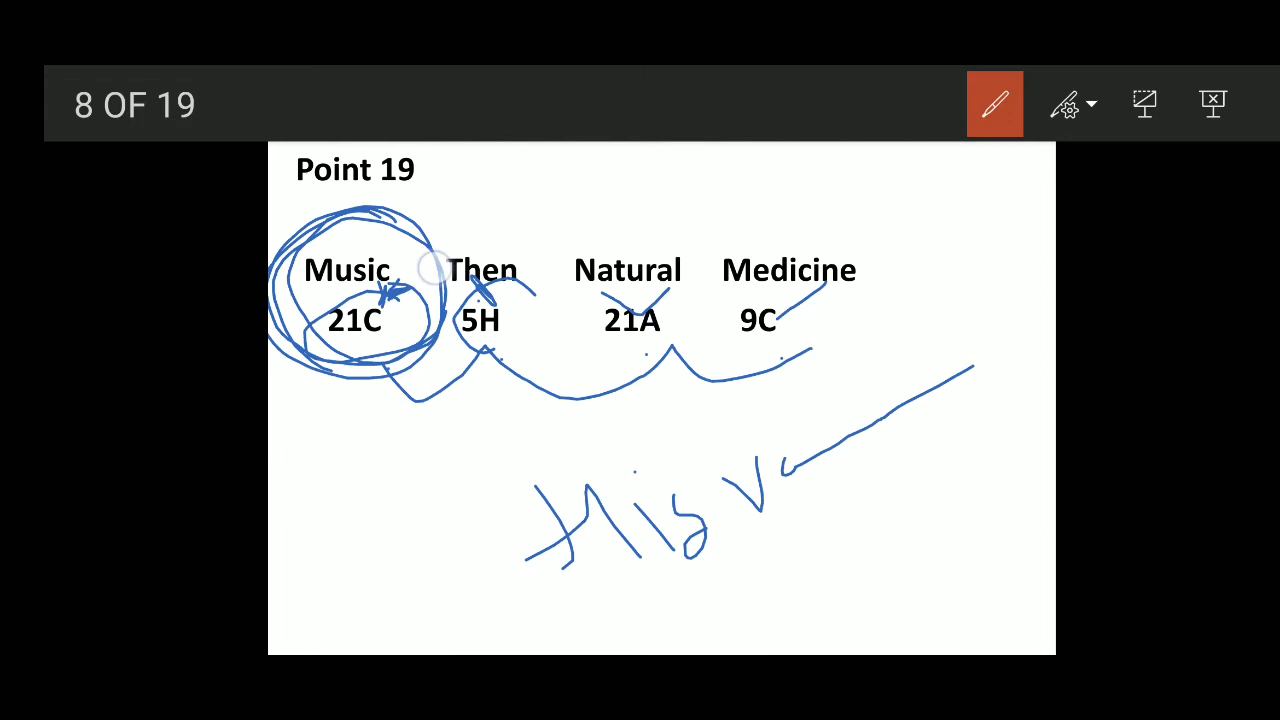 8 OF 19
Point 19
Music Then Natural Medicine
21C 5H 21A 9C